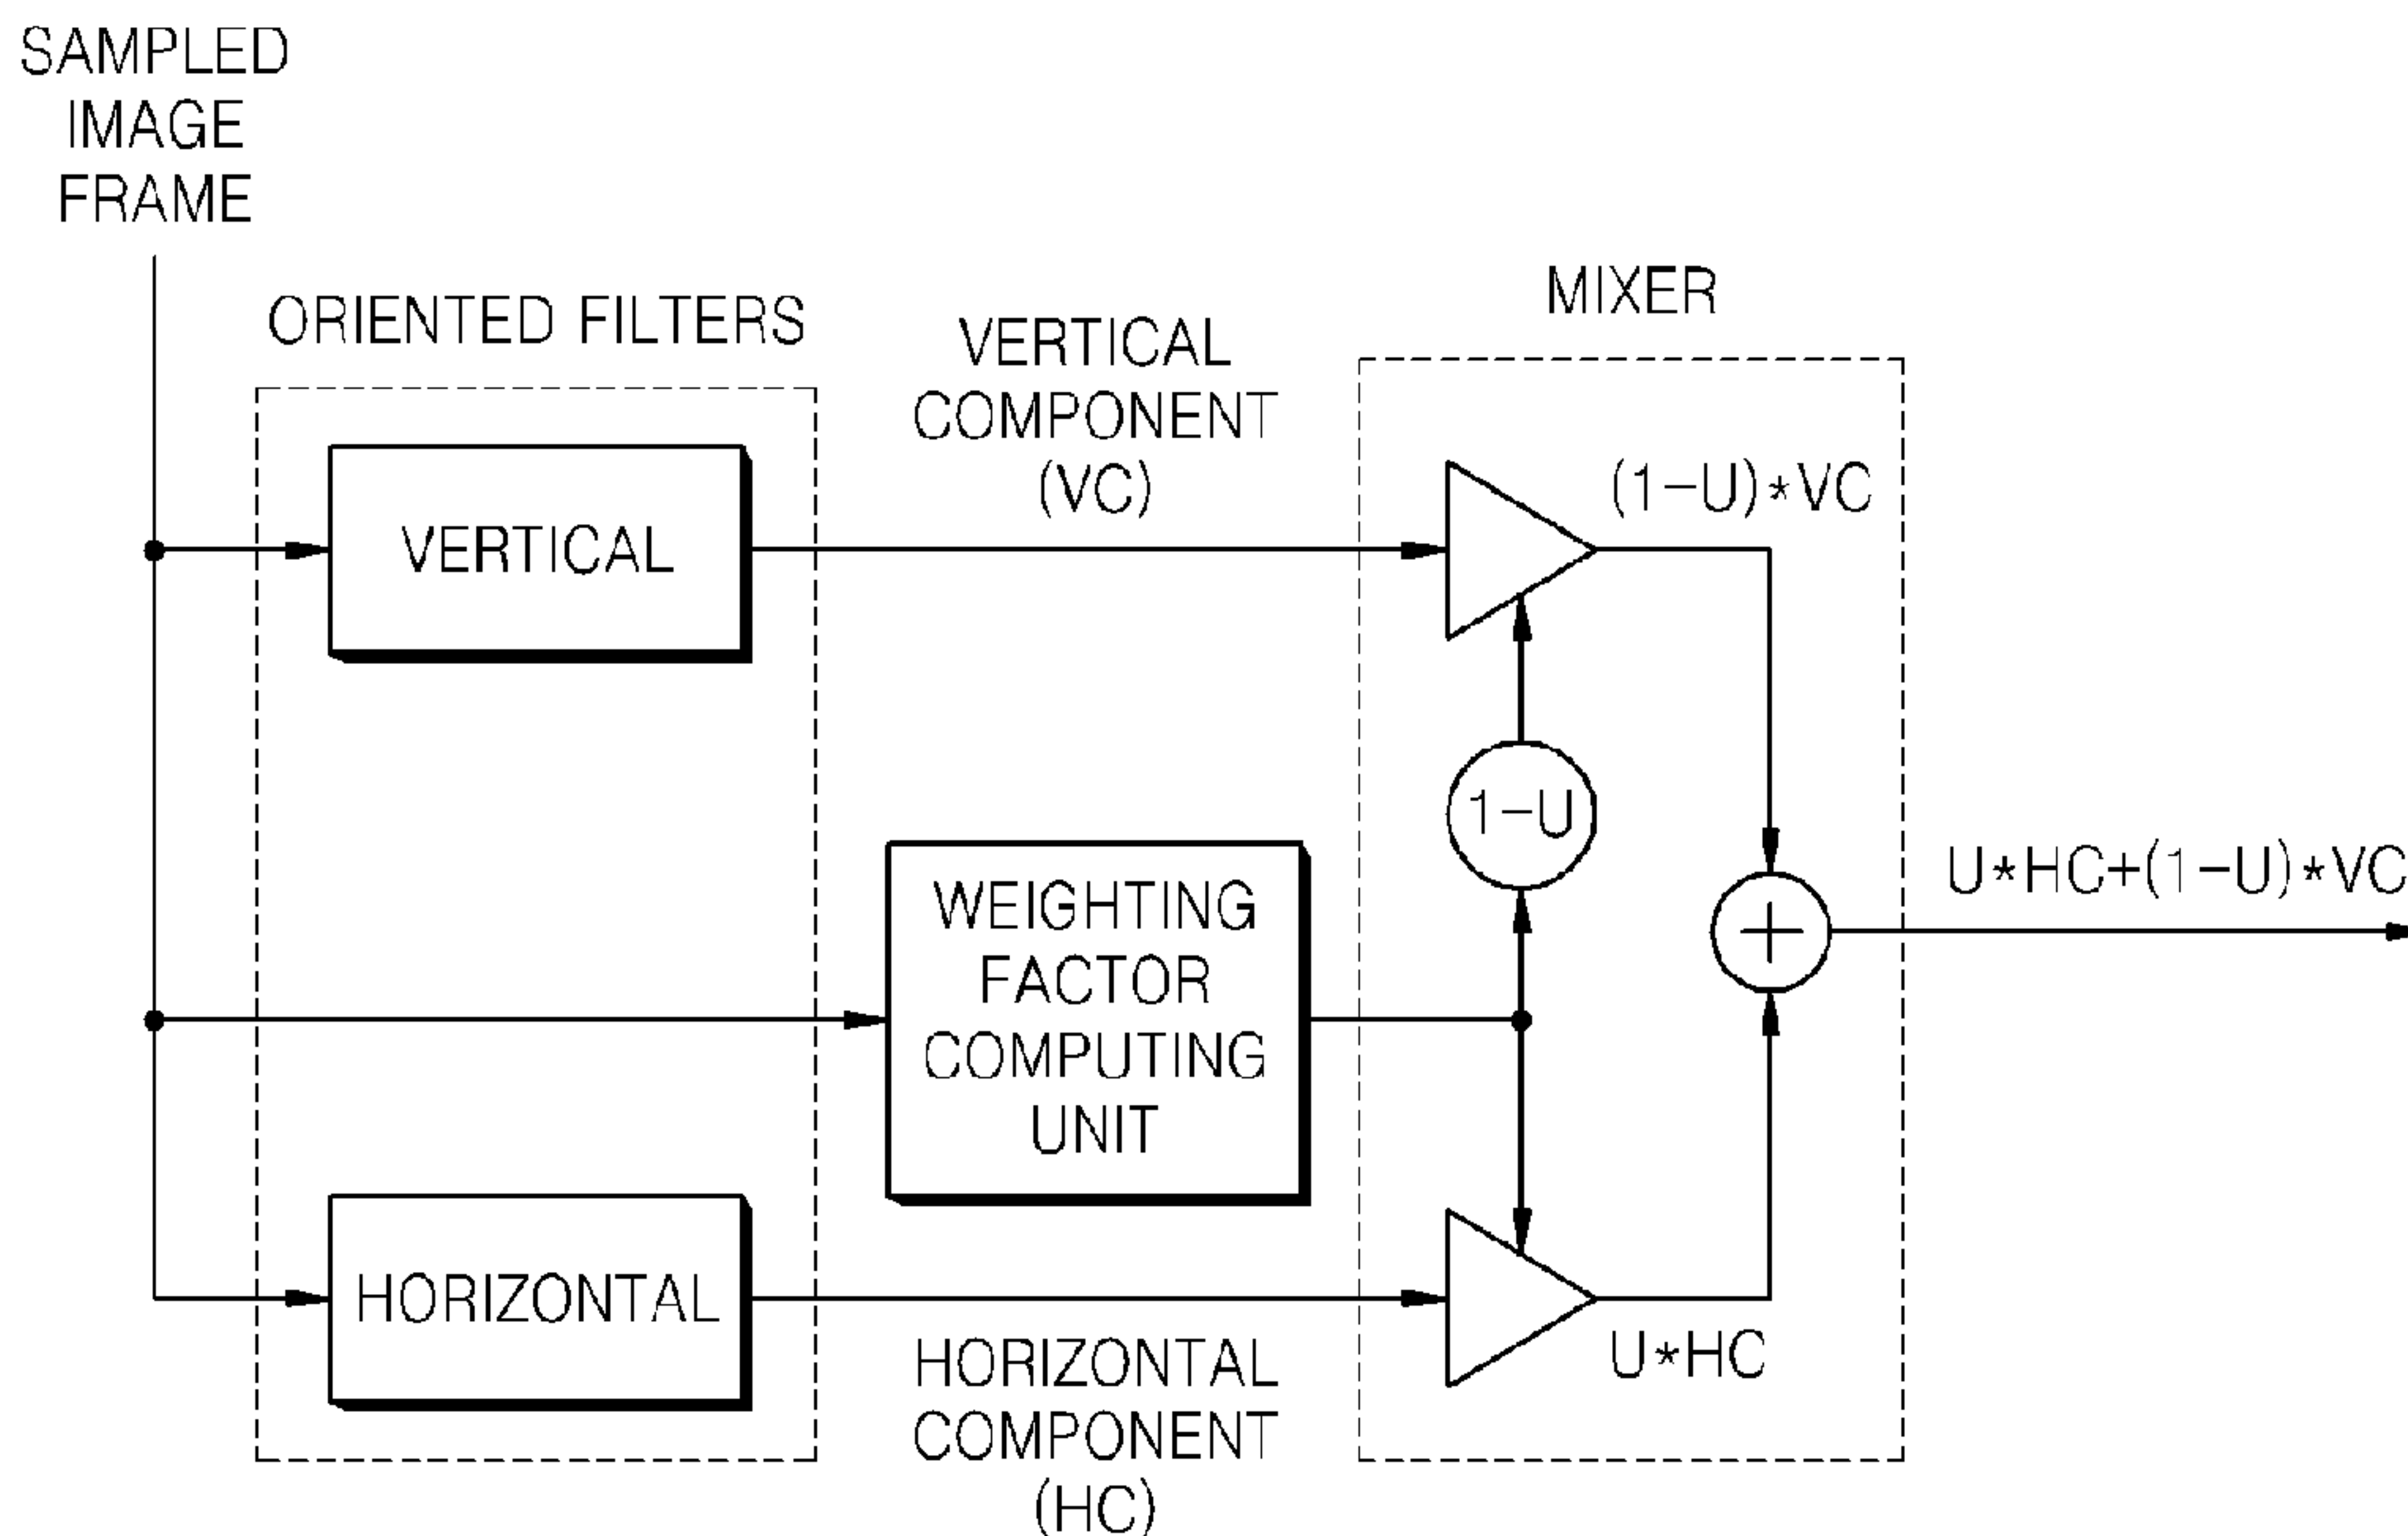 SAMPLED
IMAGE
FRAME
ORIENTED FILTERS
VERTICAL
COMPONENT
(VC)
MIXER
VERTICAL
(1-U)*VC
1-U
WEIGHTING
FACTOR
COMPUTING
UNIT
+
U*HC+(1-U)*VC
HORIZONTAL
HORIZONTAL
COMPONENT
(HC)
U*HC